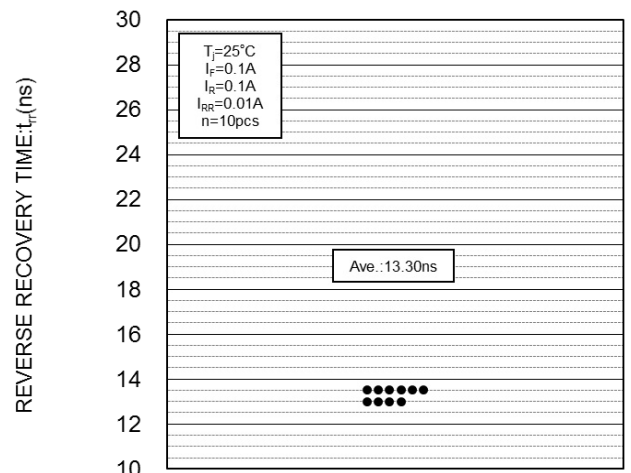 REVERSE RECOVERY TIME:trr(ns)
30
28
26
24
22
20
18
16
14
12
10
Tj=25°C
IF=0.1A
IR=0.1A
IRR=0.01A
n=10pcs
Ave.:13.30ns